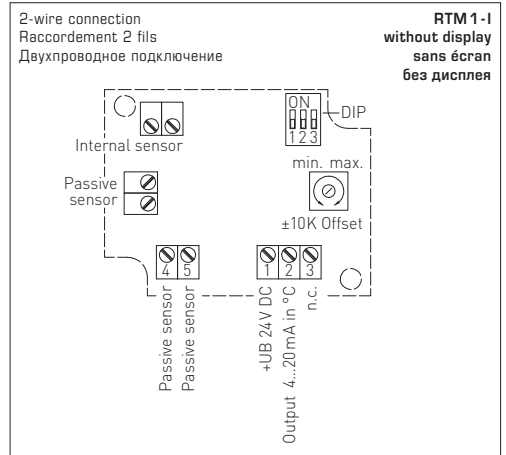 2-wire connection
Raccordement 2 fils
Двухпроводное подключение
RTM 1 - I
without display
sans écran
без дисплея
ON
DIP
1 2 3
Internal sensor
min. max.
Passive
sensor
±10K Offset
4 5
1 2 3
Passive sensor
Passive sensor
+UB 24V DC
Output 4...20mA in °C
n.c.